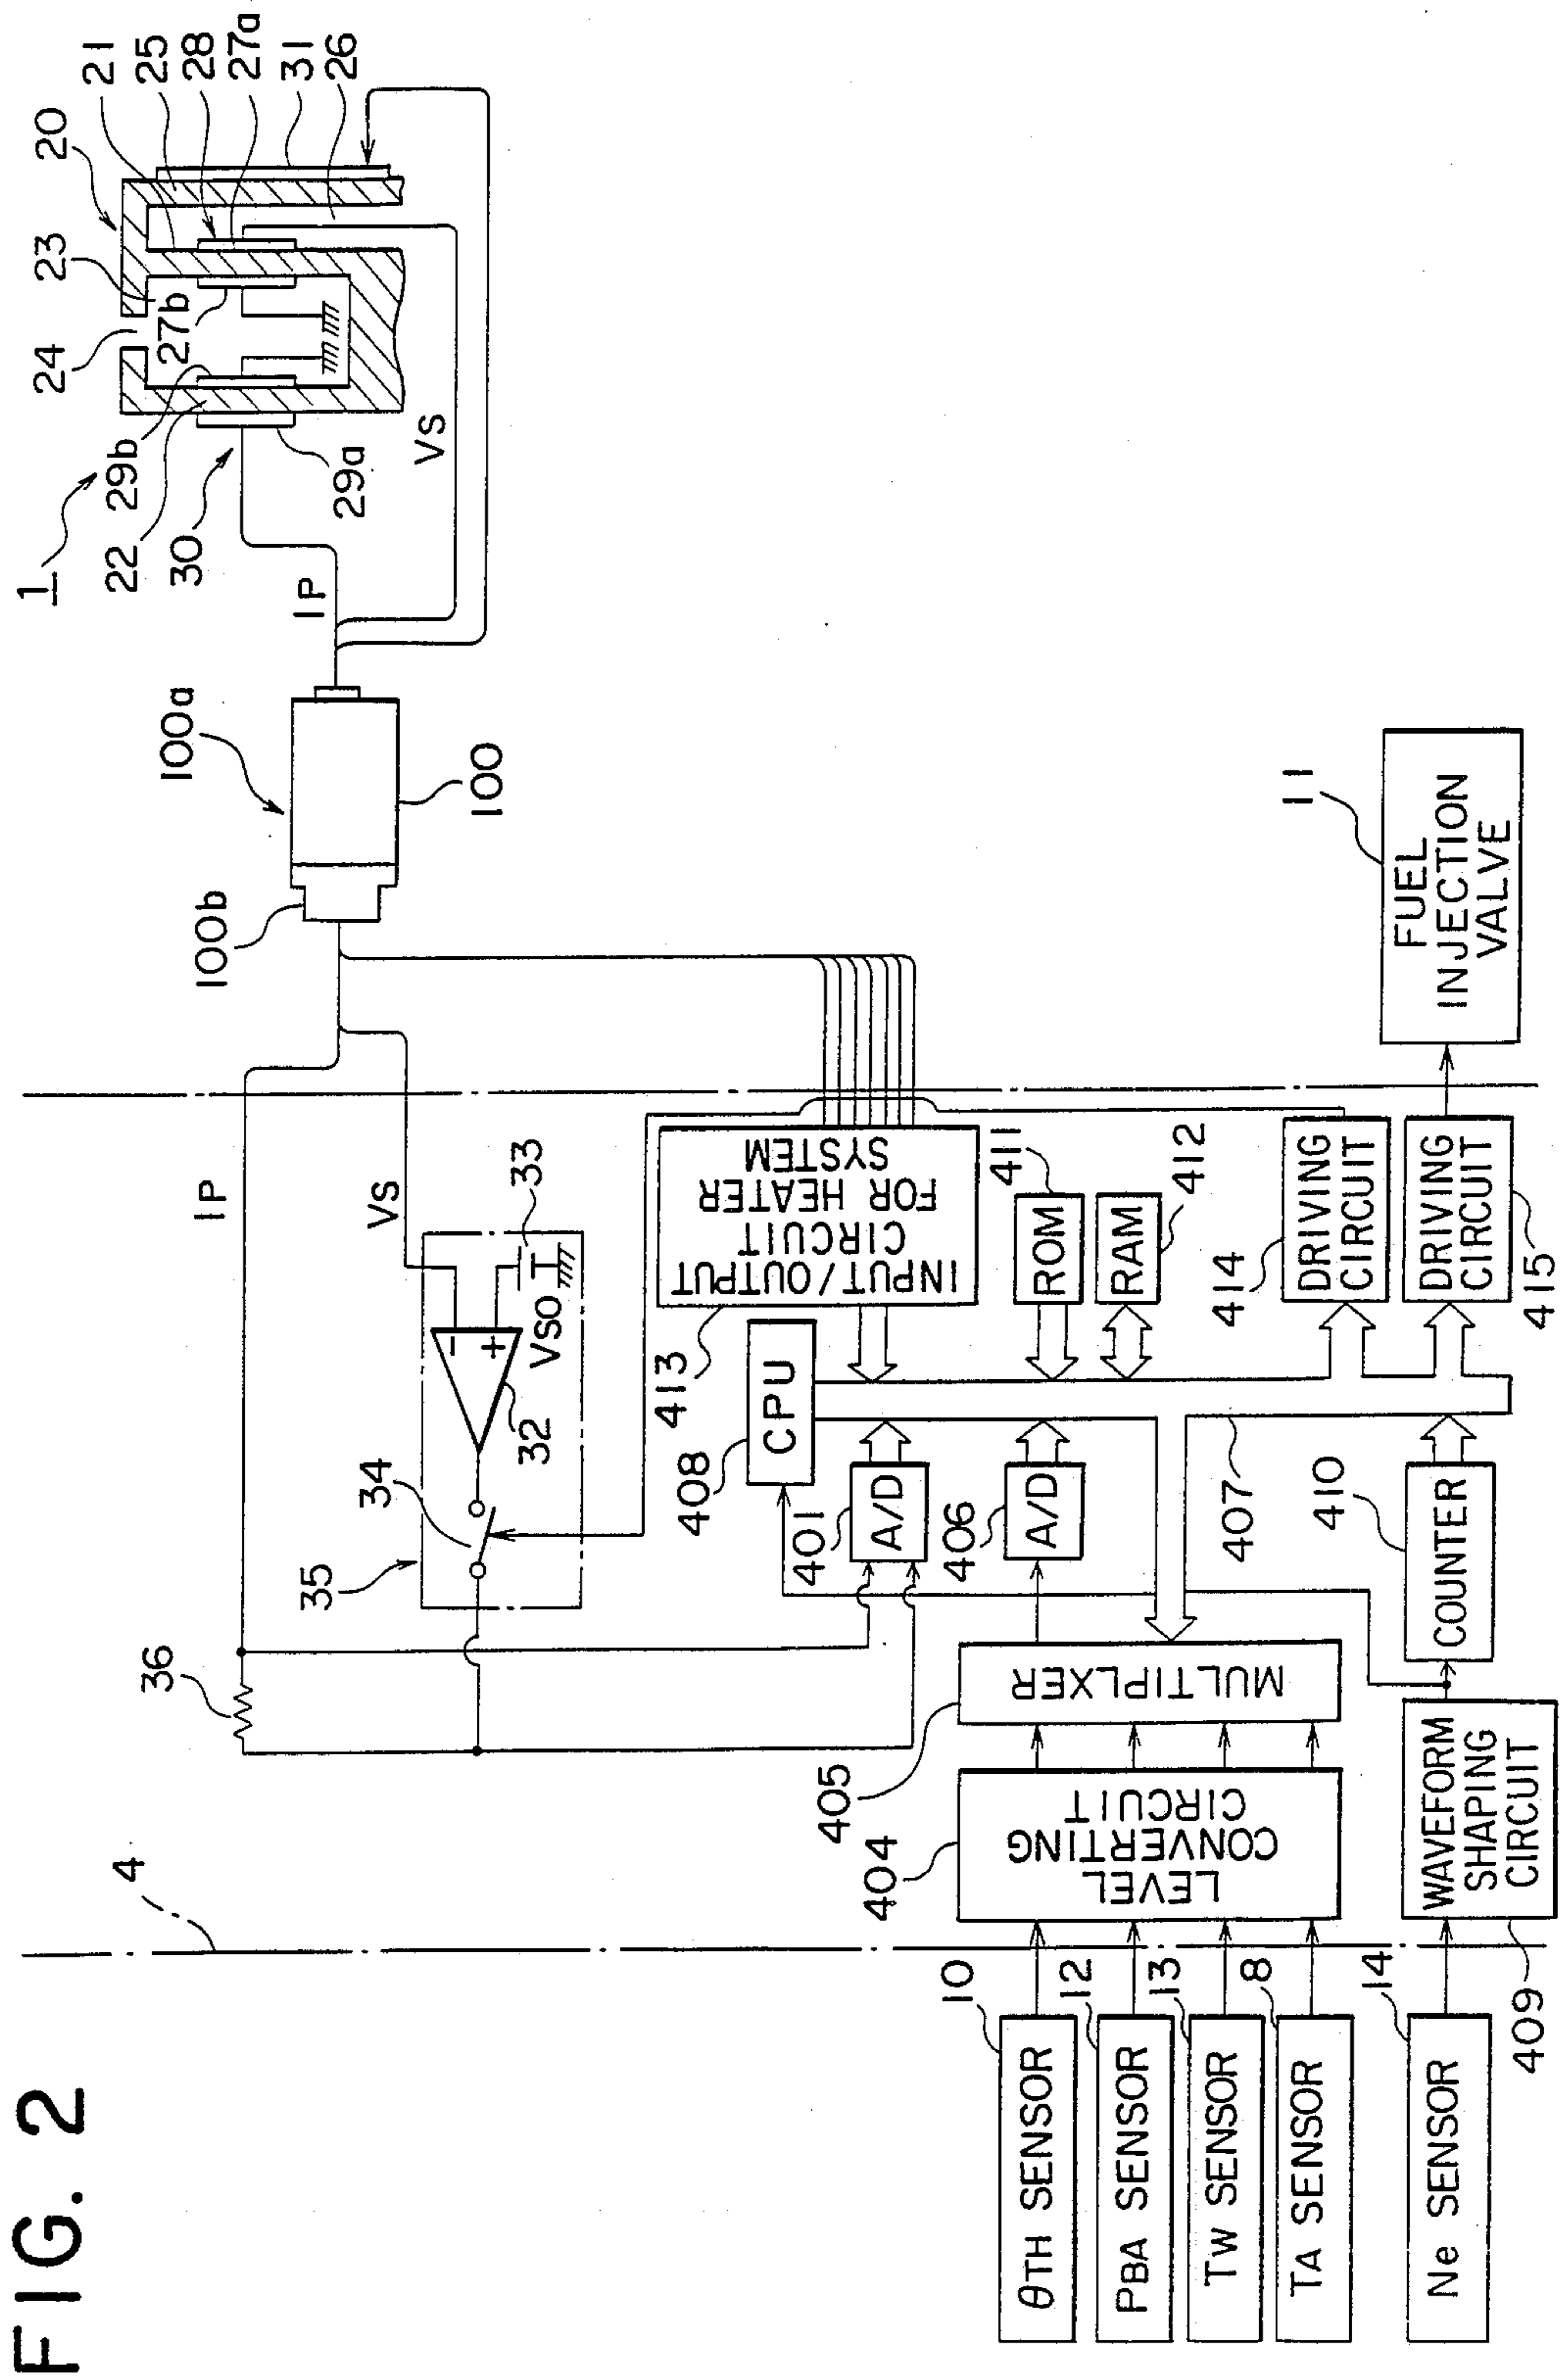 FIG. 2
1
20
21
25
28
27a
31
26
23
24
27b
29b
22
30
29a
VS
IP
100a
100
100b
IP
VS
36
35
34
32
33
VSO
4
INPUT/OUTPUT
CIRCUIT
FOR HEATER
SYSTEM
413
CPU
408
ROM
411
RAM
412
A/D
401
A/D
406
407
DRIVING
CIRCUIT
414
DRIVING
CIRCUIT
415
FUEL
INJECTION
VALVE
11
COUNTER
410
MULTIPLXER
405
LEVEL
CONVERTING
CIRCUIT
404
WAVEFORM
SHAPING
CIRCUIT
409
θTH SENSOR
10
PBA SENSOR
12
TW SENSOR
13
TA SENSOR
8
Ne SENSOR
14